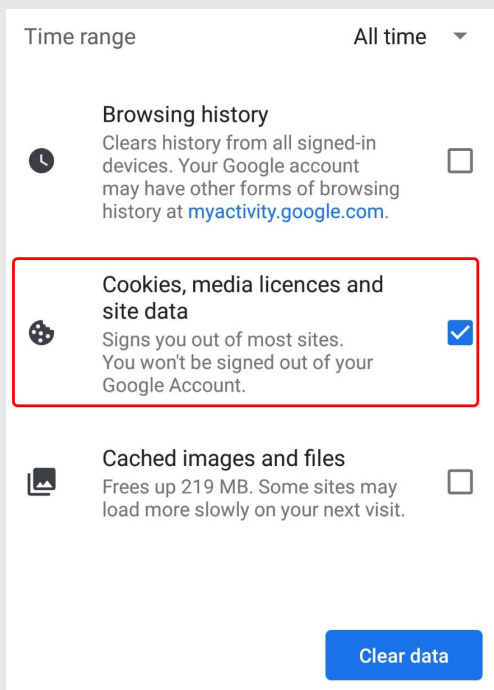 Time range All time
Browsing history
Clears history from all signed-in
devices. Your Google account
may have other forms of browsing
history at myactivity.google.com.
Cookies, media licences and
site data
Signs you out of most sites.
You won't be signed out of your
Google Account.
Cached images and files
Frees up 219 MB. Some sites may
load more slowly on your next visit.
Clear data